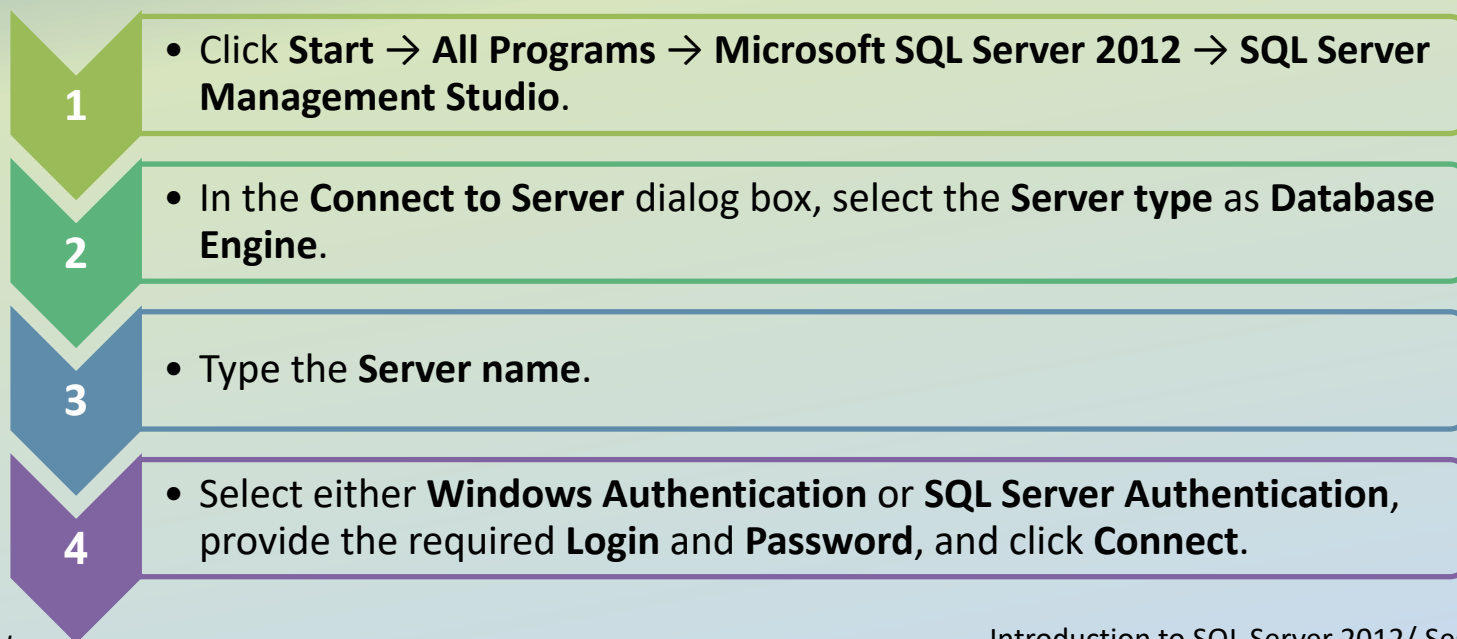 1
• Click Start → All Programs → Microsoft SQL Server 2012 → SQL Server
Management Studio.
2
• In the Connect to Server dialog box, select the Server type as Database
Engine.
3
• Type the Server name.
4
• Select either Windows Authentication or SQL Server Authentication,
provide the required Login and Password, and click Connect.
Introduction to SQL Server 2012/ Se